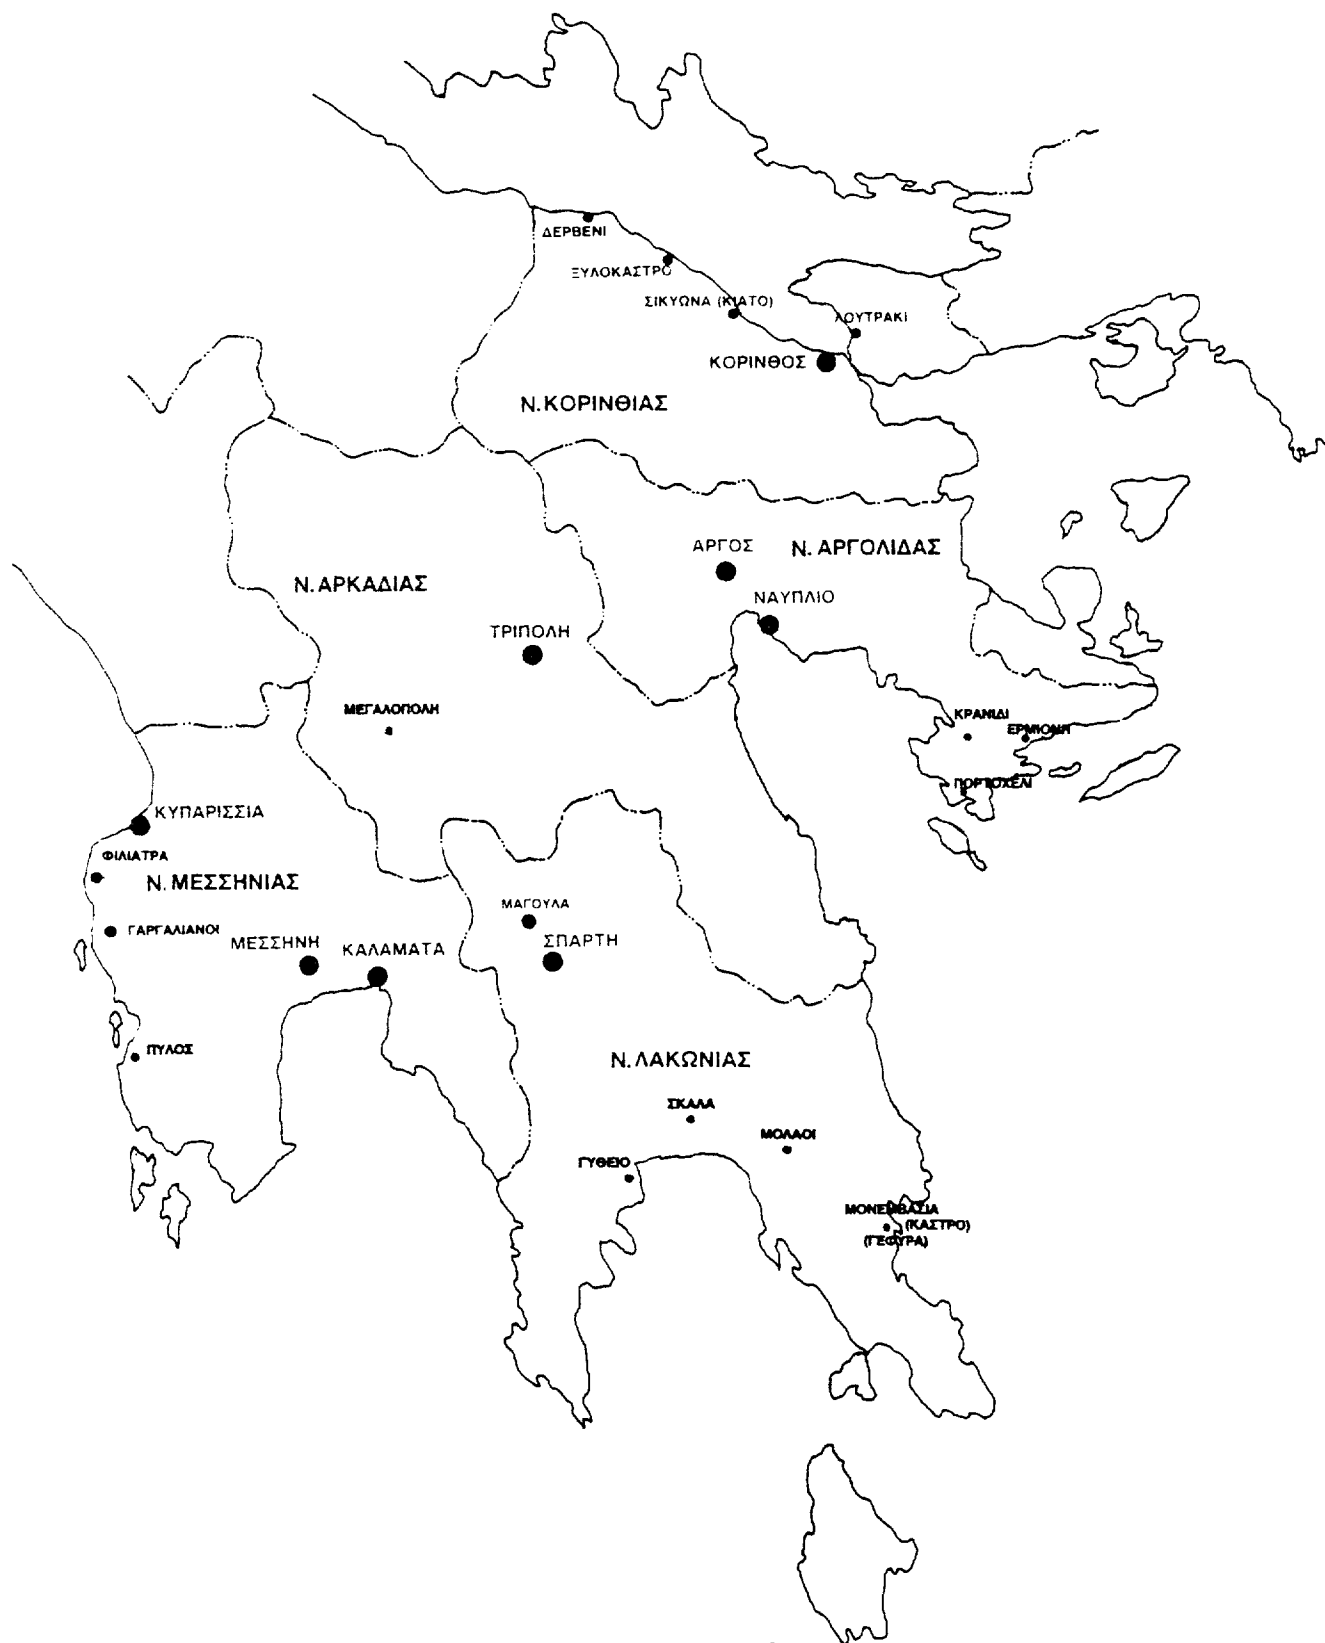 ΔΕΡΒΕΝΙ
ΞΥΛΟΚΑΣΤΡΟ
ΣΙΚΥΩΝΑ (ΚΙΑΤΟ)
ΛΟΥΤΡΑΚΙ
ΚΟΡΙΝΘΟΣ
Ν. ΚΟΡΙΝΘΙΑΣ
ΑΡΓΟΣ
Ν. ΑΡΓΟΛΙΔΑΣ
Ν. ΑΡΚΑΔΙΑΣ
ΝΑΥΠΛΙΟ
ΤΡΙΠΟΛΗ
ΜΕΓΑΛΟΠΟΛΗ
ΚΡΑΝΙΔΙ
ΕΡΜΙΟΝΗ
ΠΟΡΤΟΧΕΛΙ
ΚΥΠΑΡΙΣΣΙΑ
ΦΙΛΙΑΤΡΑ
Ν. ΜΕΣΣΗΝΙΑΣ
ΜΑΓΟΥΛΑ
ΓΑΡΓΑΛΙΑΝΟΙ
ΜΕΣΣΗΝΗ
ΚΑΛΑΜΑΤΑ
ΣΠΑΡΤΗ
ΠΥΛΟΣ
Ν. ΛΑΚΩΝΙΑΣ
ΣΚΑΛΑ
ΜΟΛΑΟΙ
ΓΥΘΕΙΟ
ΜΟΝΕΜΒΑΣΙΑ
(ΚΑΣΤΡΟ)
(ΓΕΦΥΡΑ)